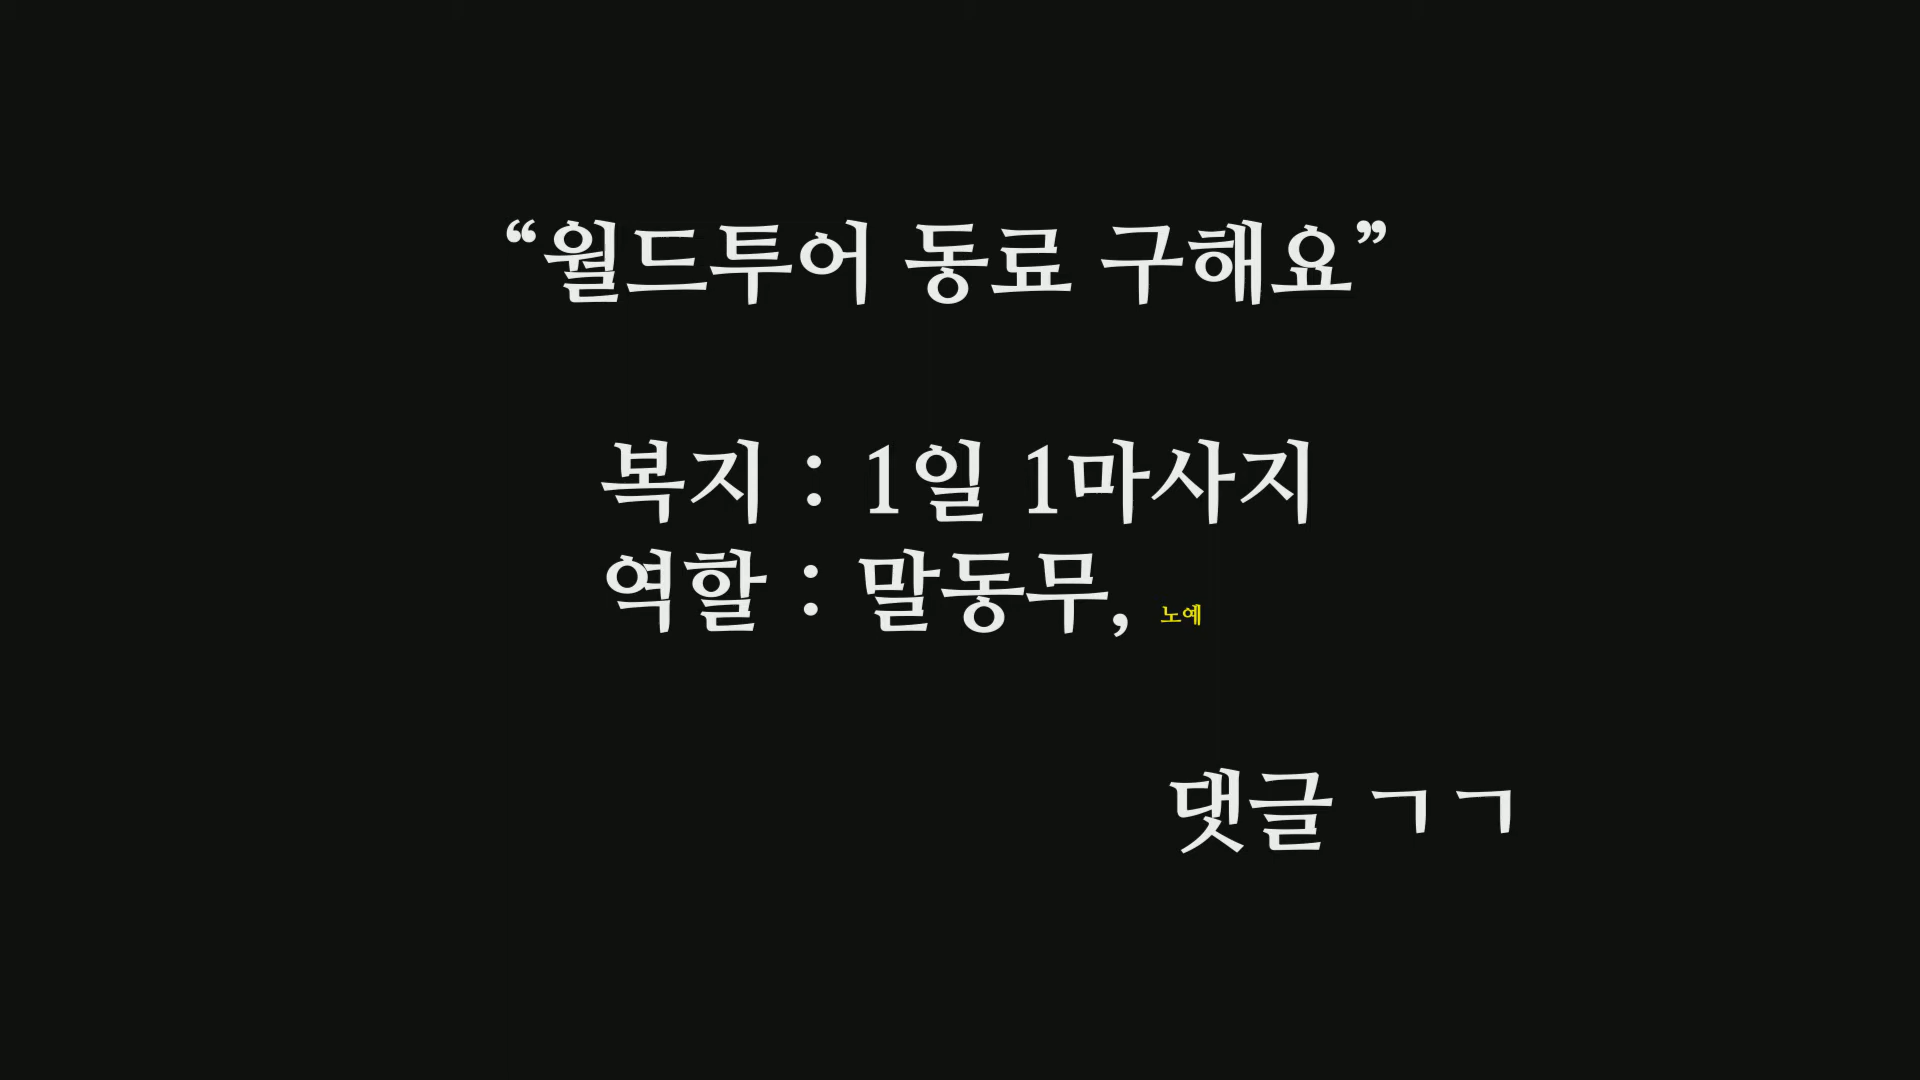 “월드투어 동료 구해요”
복지 : 1일 1마사지
역할 : 말동무, 노예
댓글 ㄱㄱ